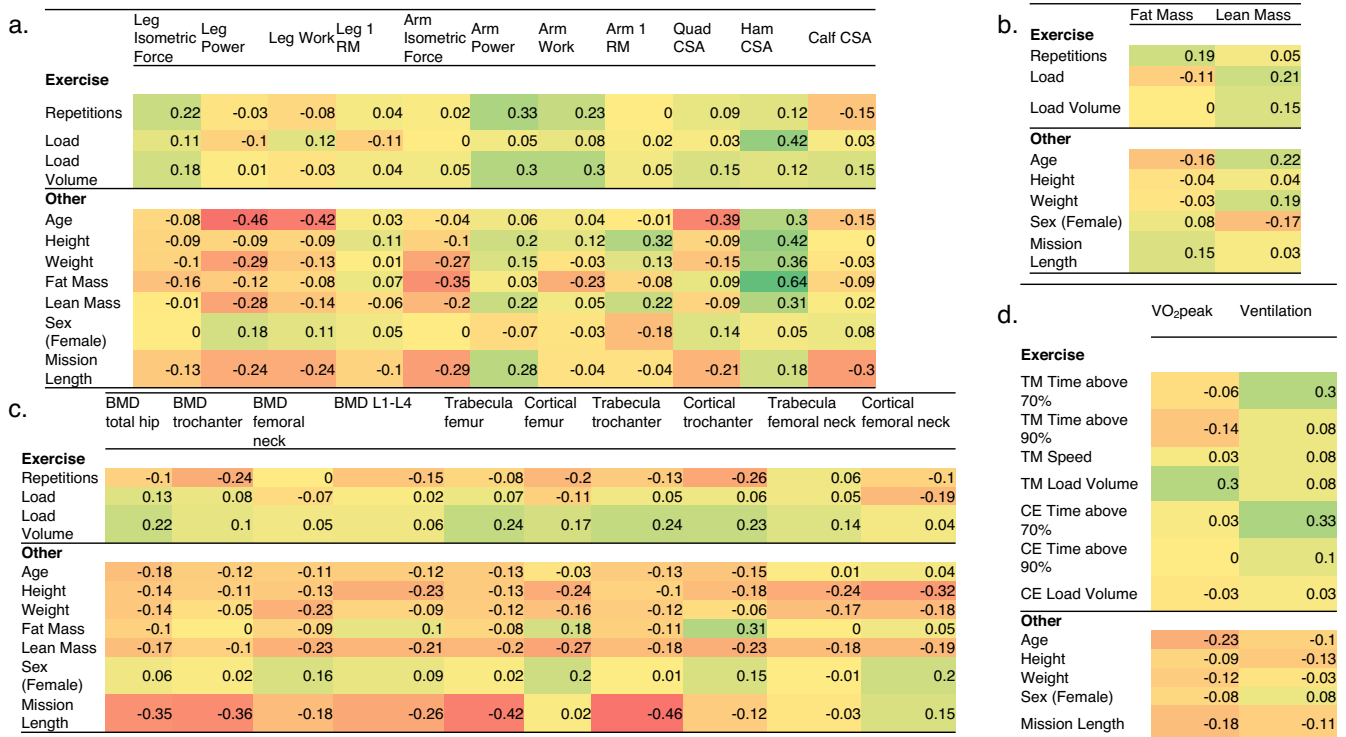 a.
Leg Isometric Force Leg Power Leg Work Leg 1 RM Arm Isometric Force Arm Power Arm Work Arm 1 RM Quad CSA Ham CSA Calf CSA
Exercise
Repetitions 0.22 -0.03 -0.08 0.04 0.02 0.33 0.23 0 0.09 0.12 -0.15
Load 0.11 -0.1 0.12 -0.11 0 0.05 0.08 0.02 0.03 0.42 0.03
Load Volume 0.18 0.01 -0.03 0.04 0.05 0.3 0.3 0.05 0.15 0.12 0.15
Other
Age -0.08 -0.46 -0.42 0.03 -0.04 0.06 0.04 -0.01 -0.39 0.3 -0.15
Height -0.09 -0.09 -0.09 0.11 -0.1 0.2 0.12 0.32 -0.09 0.42 0
Weight -0.1 -0.29 -0.13 0.01 -0.27 0.15 -0.03 0.13 -0.15 0.36 -0.03
Fat Mass -0.16 -0.12 -0.08 0.07 -0.35 0.03 -0.23 -0.08 0.09 0.64 -0.09
Lean Mass -0.01 -0.28 -0.14 -0.06 -0.2 0.22 0.05 0.22 -0.09 0.31 0.02
Sex (Female) 0 0.18 0.11 0.05 0 -0.07 -0.03 -0.18 0.14 0.05 0.08
Mission Length -0.13 -0.24 -0.24 -0.1 -0.29 0.28 -0.04 -0.04 -0.21 0.18 -0.3
b.
Fat Mass Lean Mass
Exercise
Repetitions 0.19 0.05
Load -0.11 0.21
Load Volume 0 0.15
Other
Age -0.16 0.22
Height -0.04 0.04
Weight -0.03 0.19
Sex (Female) 0.08 -0.17
Mission Length 0.15 0.03
c.
BMD total hip BMD trochanter BMD femoral neck BMD L1-L4 Trabecula femur Cortical femur Trabecula trochanter Cortical trochanter Trabecula femoral neck Cortical femoral neck
Exercise
Repetitions -0.1 -0.24 0 -0.15 -0.08 -0.2 -0.13 -0.26 0.06 -0.1
Load 0.13 0.08 -0.07 0.02 0.07 -0.11 0.05 0.06 0.05 -0.19
Load Volume 0.22 0.1 0.05 0.06 0.24 0.17 0.24 0.23 0.14 0.04
Other
Age -0.18 -0.12 -0.11 -0.12 -0.13 -0.03 -0.13 -0.15 0.01 0.04
Height -0.14 -0.11 -0.13 -0.23 -0.13 -0.24 -0.1 -0.18 -0.24 -0.32
Weight -0.14 -0.05 -0.23 -0.09 -0.12 -0.16 -0.12 -0.06 -0.17 -0.18
Fat Mass -0.1 0 -0.09 0.1 -0.08 0.18 -0.11 0.31 0 0.05
Lean Mass -0.17 -0.1 -0.23 -0.21 -0.2 -0.27 -0.18 -0.23 -0.18 -0.19
Sex (Female) 0.06 0.02 0.16 0.09 0.02 0.2 0.01 0.15 -0.01 0.2
Mission Length -0.35 -0.36 -0.18 -0.26 -0.42 0.02 -0.46 -0.12 -0.03 0.15
d.
VO₂peak Ventilation
Exercise
TM Time above 70% -0.06 0.3
TM Time above 90% -0.14 0.08
TM Speed 0.03 0.08
TM Load Volume 0.3 0.08
CE Time above 70% 0.03 0.33
CE Time above 90% 0 0.1
CE Load Volume -0.03 0.03
Other
Age -0.23 -0.1
Height -0.09 -0.13
Weight -0.12 -0.03
Sex (Female) -0.08 0.08
Mission Length -0.18 -0.11